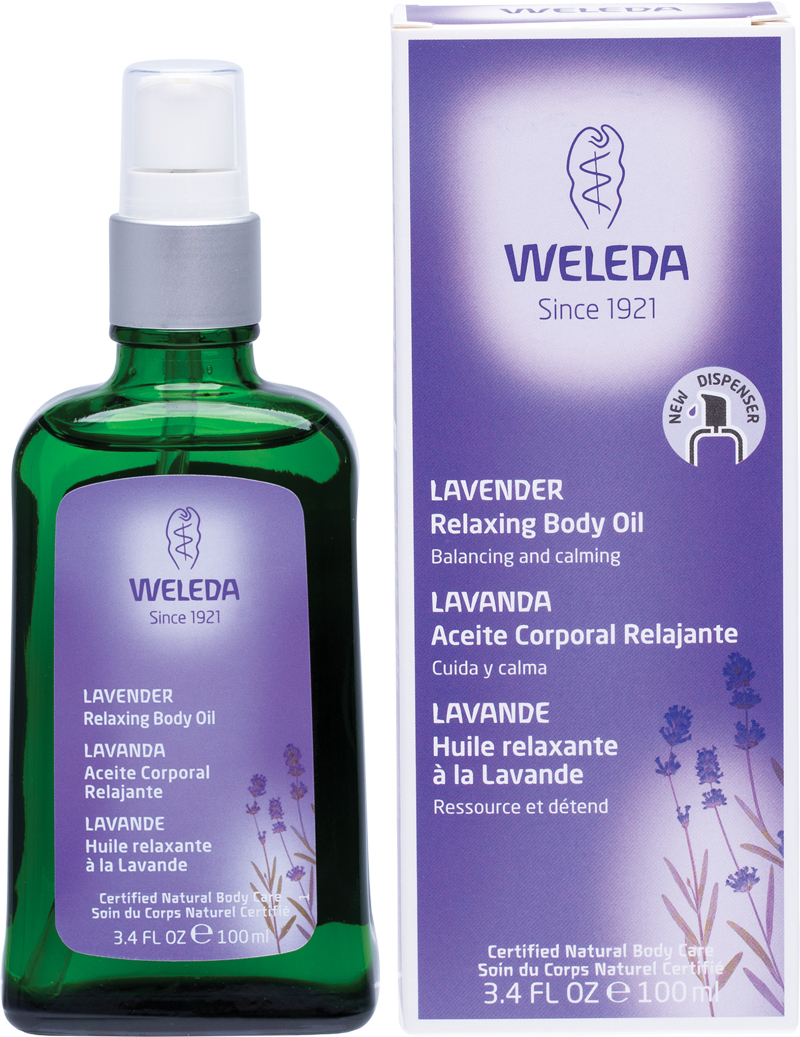 WELEDA
Since 1921
LAVENDER
Relaxing Body Oil
LAVANDA
Aceite Corporal
Relajante
LAVANDE
Huile relaxante
à la Lavande
Certified Natural Body Care
Soin du Corps Naturel Certifié
3.4 FL OZ ℮ 100 ml
WELEDA
WELEDA
Since 1921
NEW DISPENSER
LAVENDER
Relaxing Body Oil
Balancing and calming
LAVANDA
Aceite Corporal Relajante
Cuida y calma
LAVANDE
Huile relaxante
à la Lavande
Ressource et détend
Certified Natural Body Care
Soin du Corps Naturel Certifié
3.4 FL OZ ℮ 100 ml